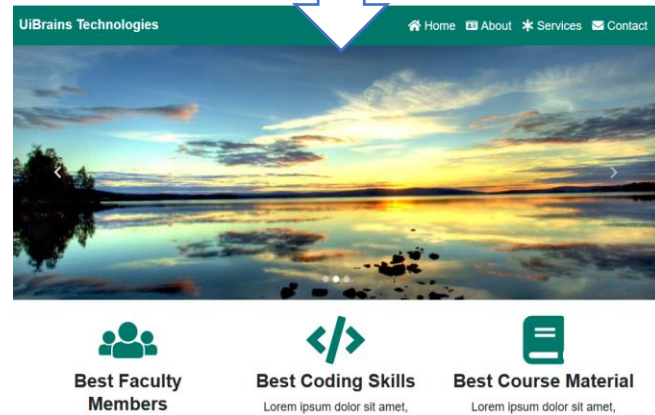 UiBrains Technologies
Home About Services Contact
Best Faculty
Members
Best Coding Skills
Lorem ipsum dolor sit amet,
Best Course Material
Lorem ipsum dolor sit amet,